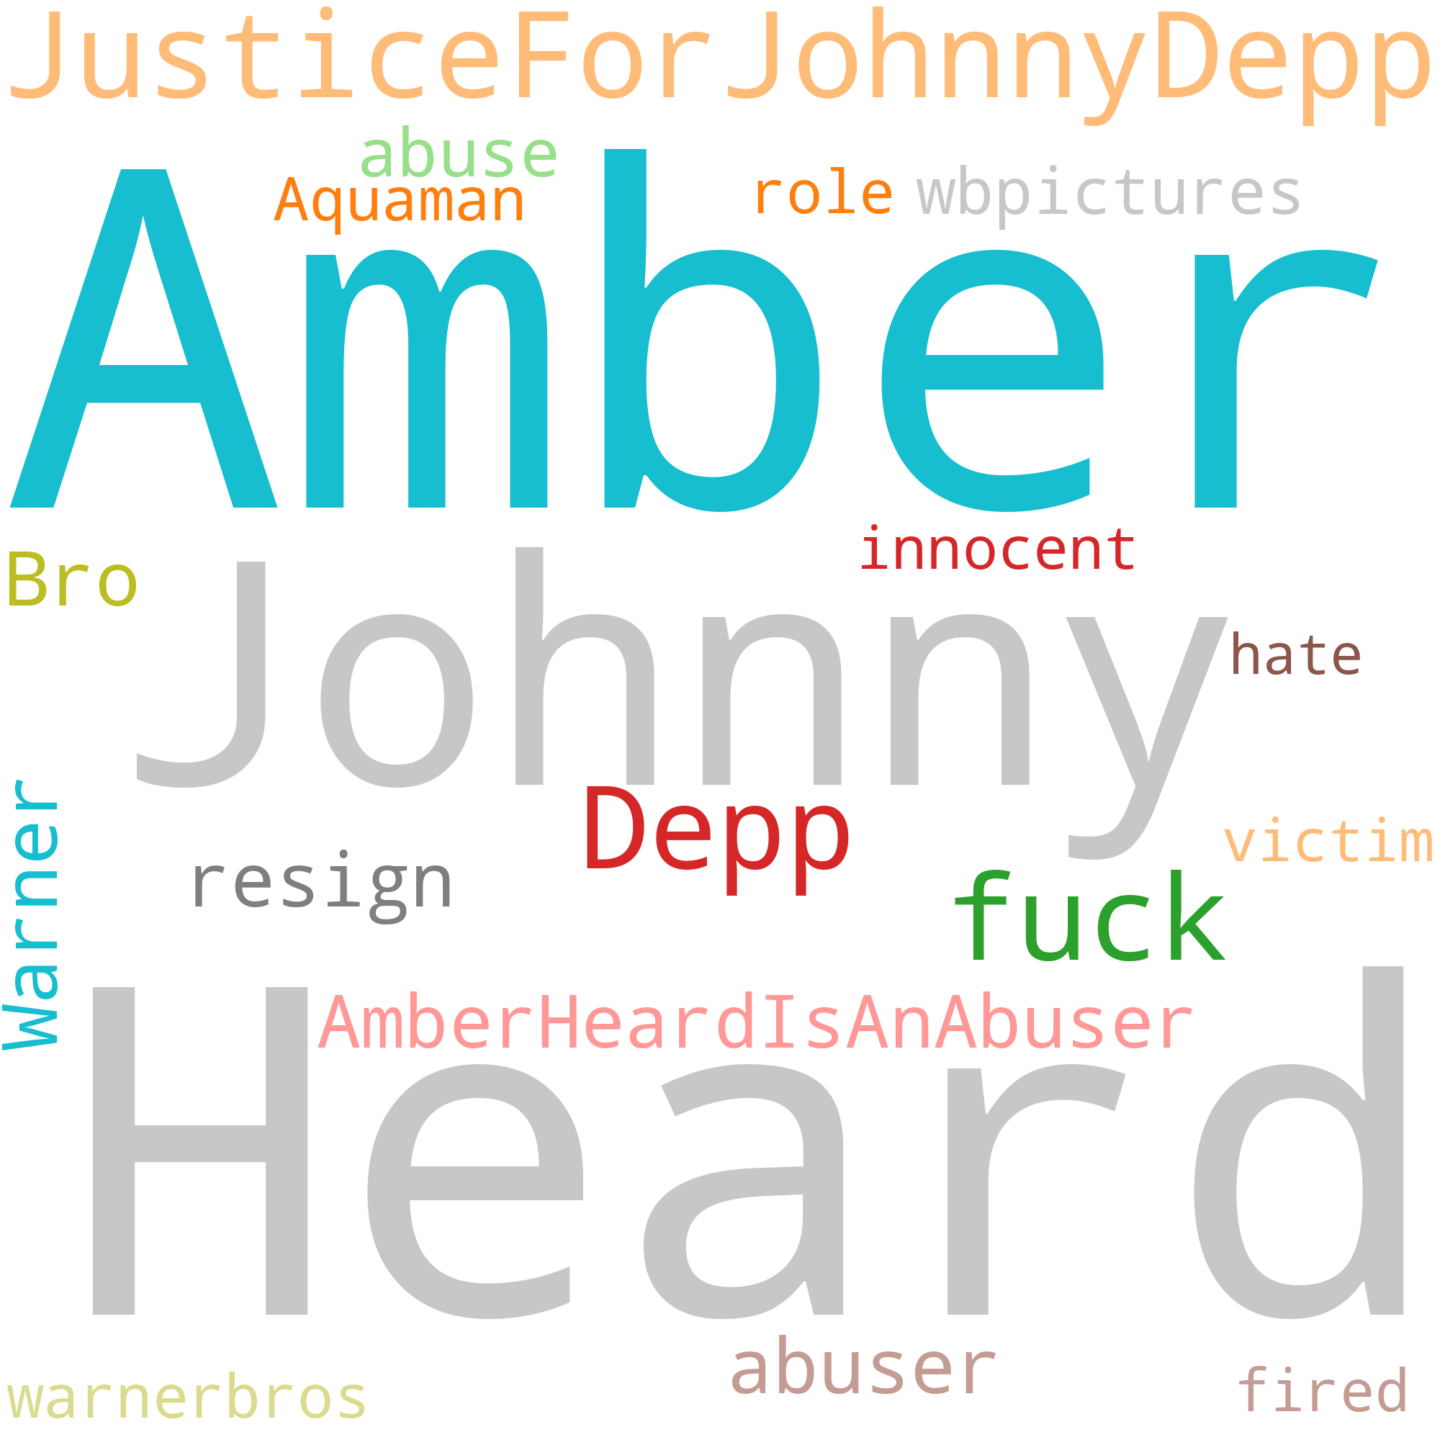 JusticeForJohnnyDepp
abuse
Aquaman
role
wbpictures
Amber
innocent
Bro
Johnny
hate
Warner
Depp
victim
resign
fuck
AmberHeardIsAnAbuser
Heard
abuser
warnerbros
fired